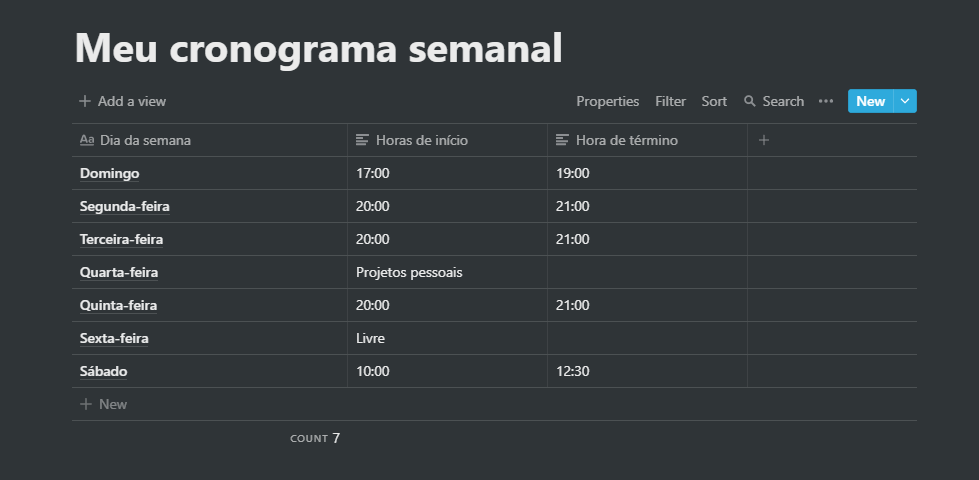 Meu cronograma semanal
Add a view Properties Filter Sort Search New
Aa Dia da semana Horas de início Hora de término
Domingo 17:00 19:00
Segunda-feira 20:00 21:00
Terceira-feira 20:00 21:00
Quarta-feira Projetos pessoais
Quinta-feira 20:00 21:00
Sexta-feira Livre
Sábado 10:00 12:30
New
COUNT 7